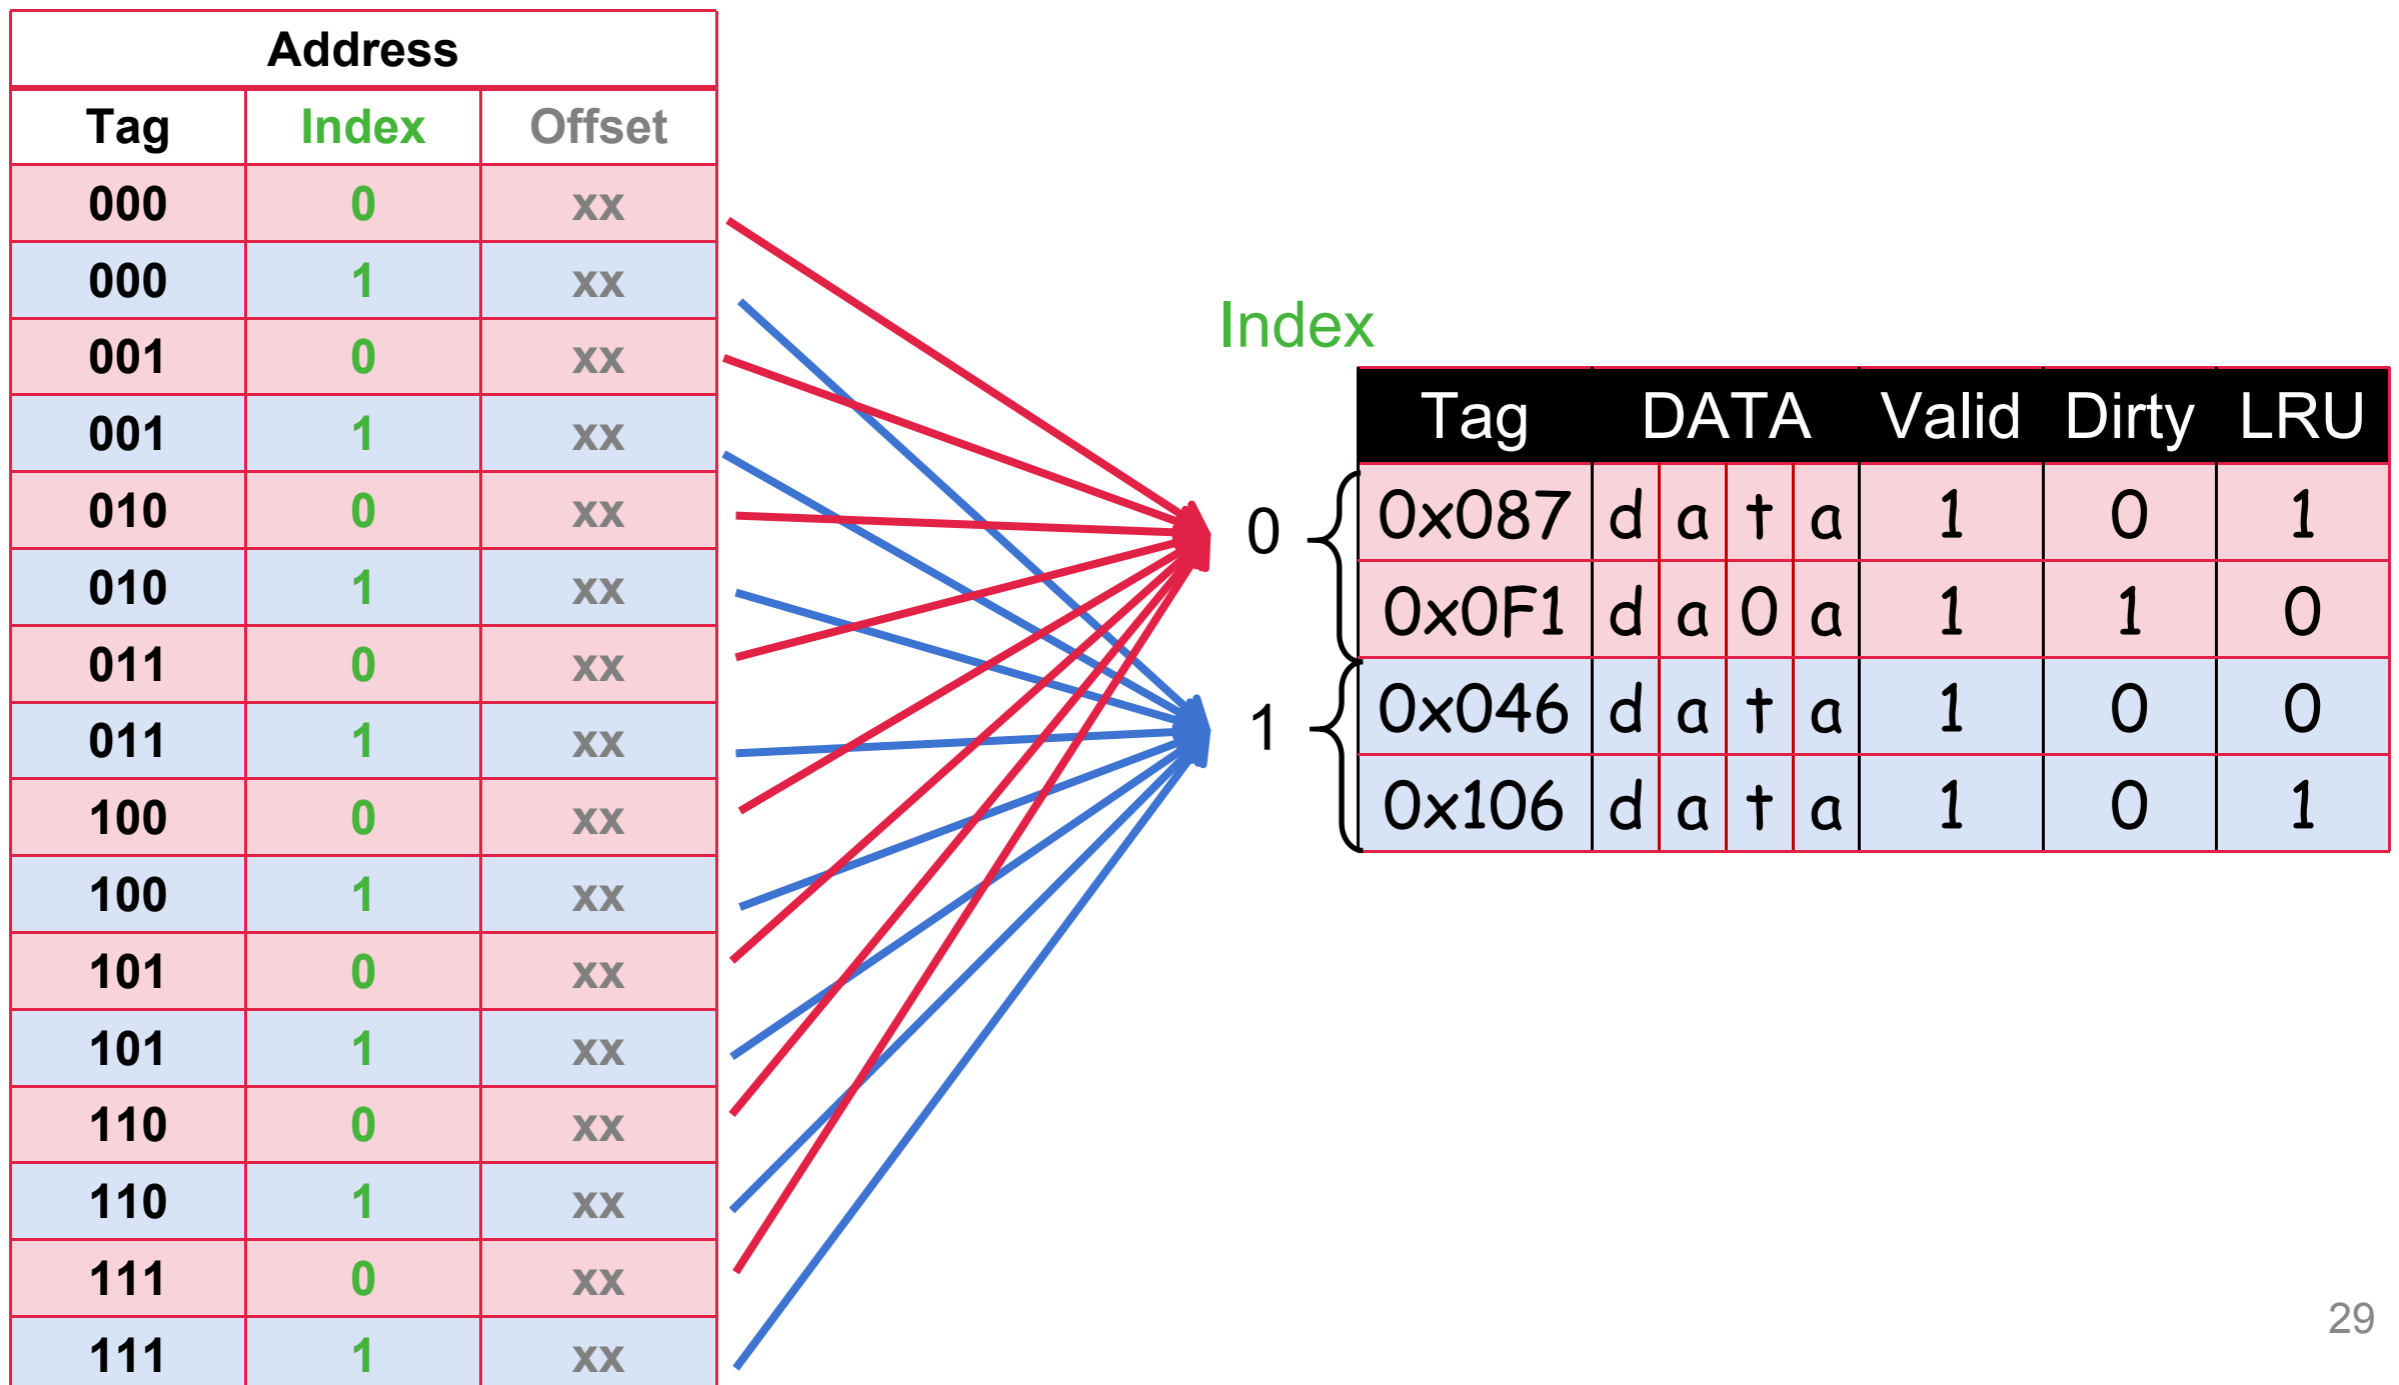 Address
Tag Index Offset
000 0 xx
000 1 xx
001 0 xx
001 1 xx
010 0 xx
010 1 xx
011 0 xx
011 1 xx
100 0 xx
100 1 xx
101 0 xx
101 1 xx
110 0 xx
110 1 xx
111 0 xx
111 1 xx
Index
Tag DATA Valid Dirty LRU
0
0x087 d a t a 1 0 1
0x0F1 d a 0 a 1 1 0
1
0x046 d a t a 1 0 0
0x106 d a t a 1 0 1
29